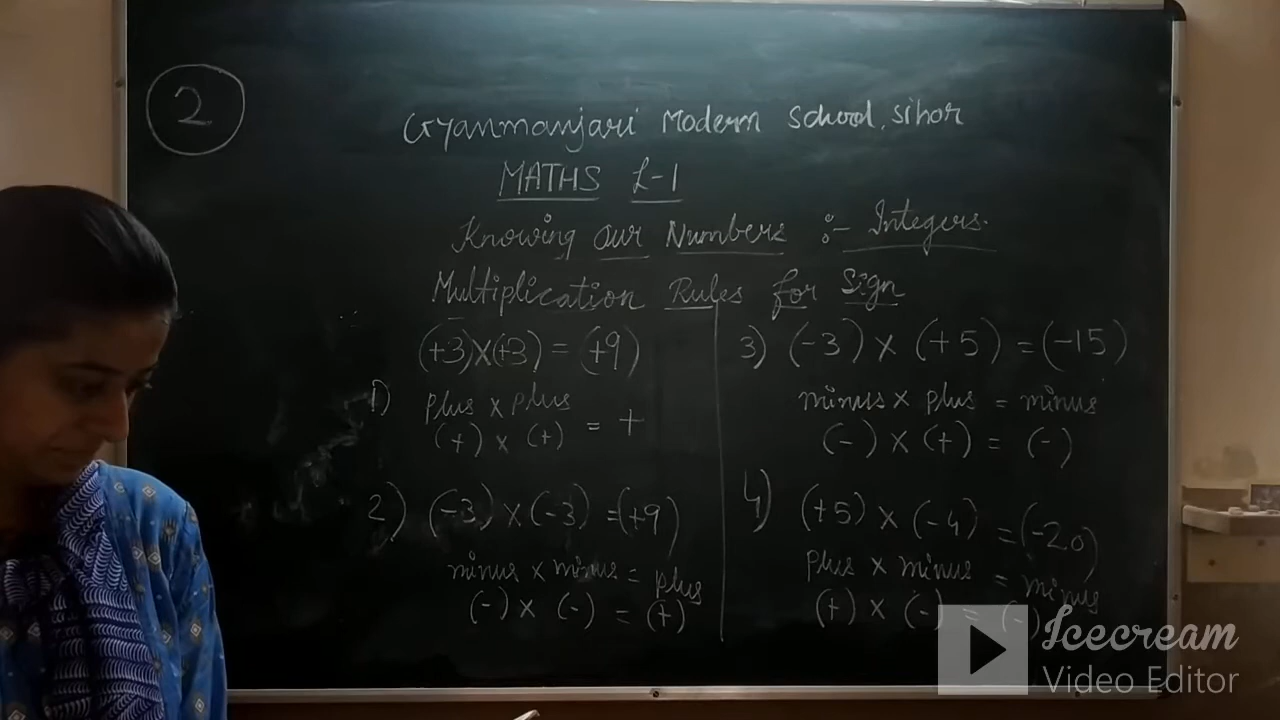 2
Gyanmanjari Modern School, Sihor
MATHS L-1
Knowing our Numbers :- Integers.
Multiplication Rules for Sign
(+3)×(+3) = (+9)
1) plus × plus
(+) × (+) = +
2) (-3) × (-3) = (+9)
minus × minus = plus
(-) × (-) = (+)
3) (-3) × (+5) = (-15)
minus × plus = minus
(-) × (+) = (-)
4) (+5) × (-4) = (-20)
plus × minus = minus
(+) × (-) = (-)
Icecream
Video Editor